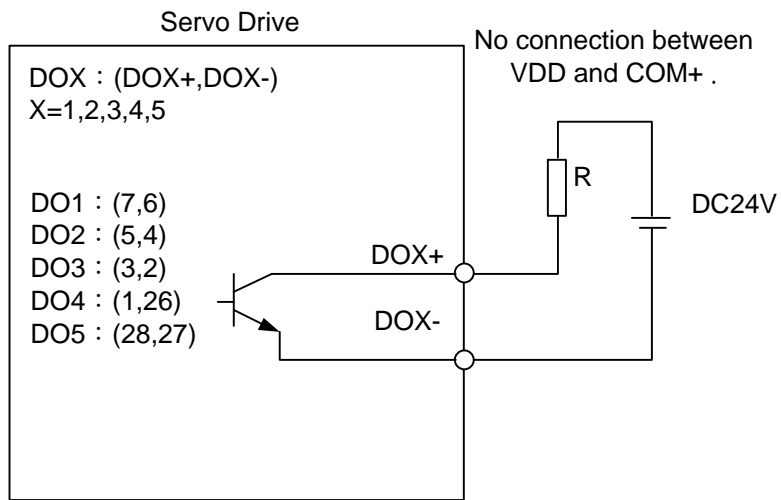 Servo Drive
No connection between
VDD and COM+ .
DOX：(DOX+,DOX-)
X=1,2,3,4,5
R
DC24V
DO1：(7,6)
DO2：(5,4)
DO3：(3,2)
DO4：(1,26)
DO5：(28,27)
DOX+
DOX-